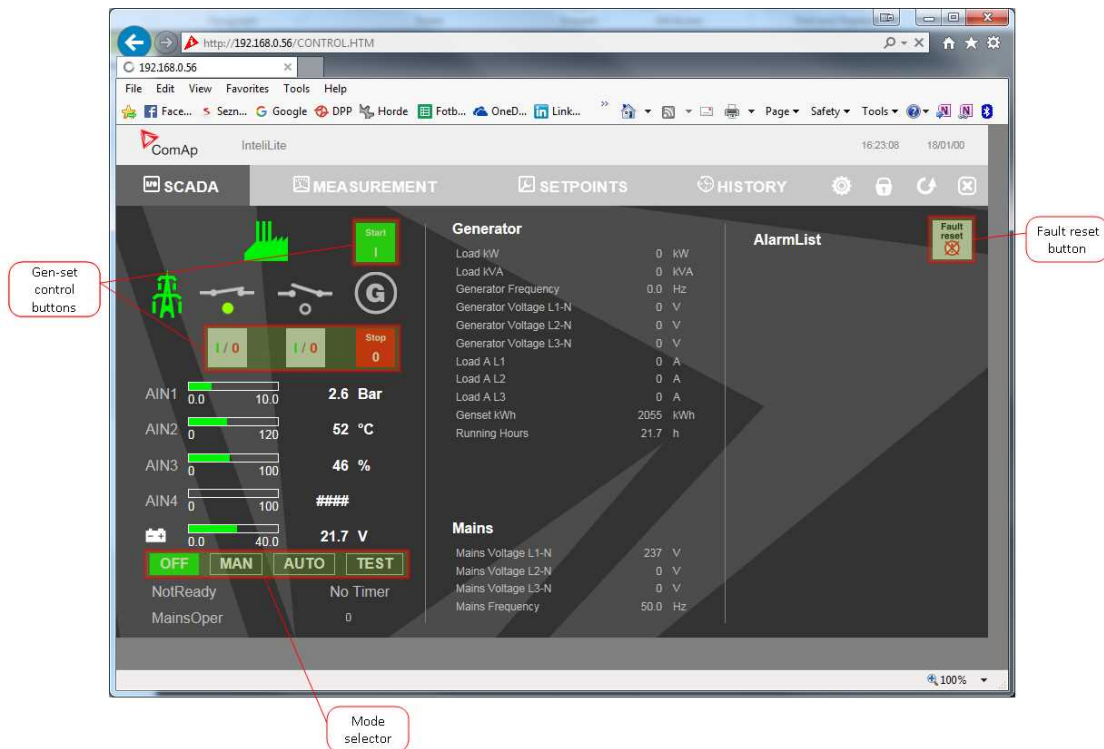 http://192.168.0.56/CONTROL.HTM
192.168.0.56
File Edit View Favorites Tools Help
Face... Sezn... Google DPP Horde Fotb... OneD... Link... » Page Safety Tools
ComAp InteliLite 16:23:08 18/01/00
SCADA MEASUREMENT SETPOINTS HISTORY
Gen-set
control
buttons
Start
I
I / 0 I / 0 Stop
0
AIN1 0.0 10.0 2.6 Bar
AIN2 0 120 52 °C
AIN3 0 100 46 %
AIN4 0 100 ####
0.0 40.0 21.7 V
OFF MAN AUTO TEST
NotReady No Timer
MainsOper 0
Generator
Load kW 0 kW
Load kVA 0 kVA
Generator Frequency 0.0 Hz
Generator Voltage L1-N 0 V
Generator Voltage L2-N 0 V
Generator Voltage L3-N 0 V
Load A L1 0 A
Load A L2 0 A
Load A L3 0 A
Genset kWh 2055 kWh
Running Hours 21.7 h
Mains
Mains Voltage L1-N 237 V
Mains Voltage L2-N 0 V
Mains Voltage L3-N 0 V
Mains Frequency 50.0 Hz
AlarmList
Fault
reset
Fault reset
button
G
100%
Mode
selector